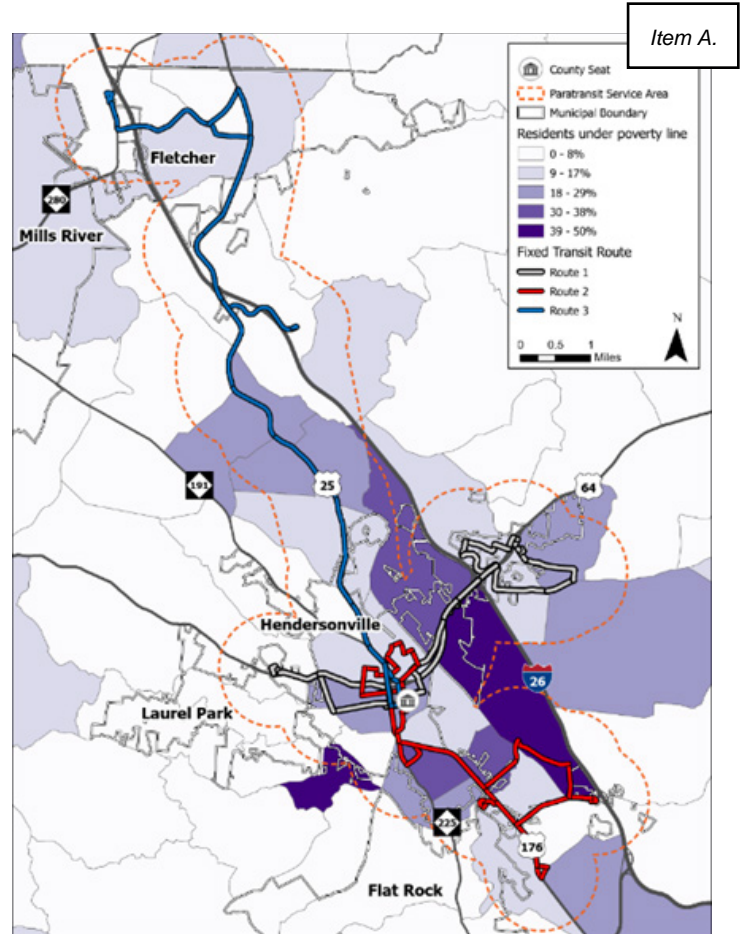 Item A.
County Seat
Paratransit Service Area
Municipal Boundary
Residents under poverty line
0 - 8%
9 - 17%
18 - 29%
30 - 38%
39 - 50%
Fixed Transit Route
Route 1
Route 2
Route 3
N
0 0.5 1
Miles
Fletcher
280
Mills River
191
25
64
Hendersonville
26
Laurel Park
225
176
Flat Rock